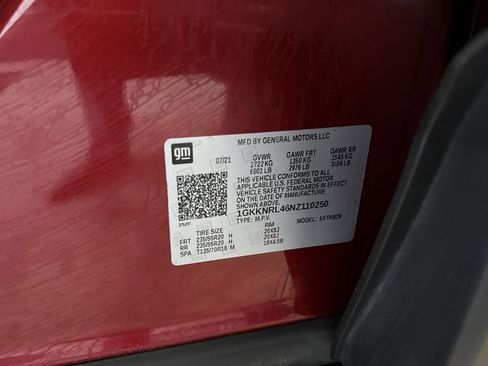 gm
MFD BY GENERAL MOTORS LLC
07/21 GVWR GAWR FRT GAWR RR
2722 KG 1350 KG 1545 KG
6001 LB 2976 LB 3406 LB
THIS VEHICLE CONFORMS TO ALL
APPLICABLE U.S. FEDERAL MOTOR
VEHICLE SAFETY STANDARDS IN EFFECT
ON THE DATE OF MANUFACTURE
SHOWN ABOVE.
1GKKNRL46NZ110250
TYPE: M.P.V. MODEL:
252F
TIRE SIZE RIM
FRT 235/55R20 H 20X8J
RR 235/55R20 H 20X8J
SPA T135/70R18 M 18X4.5B